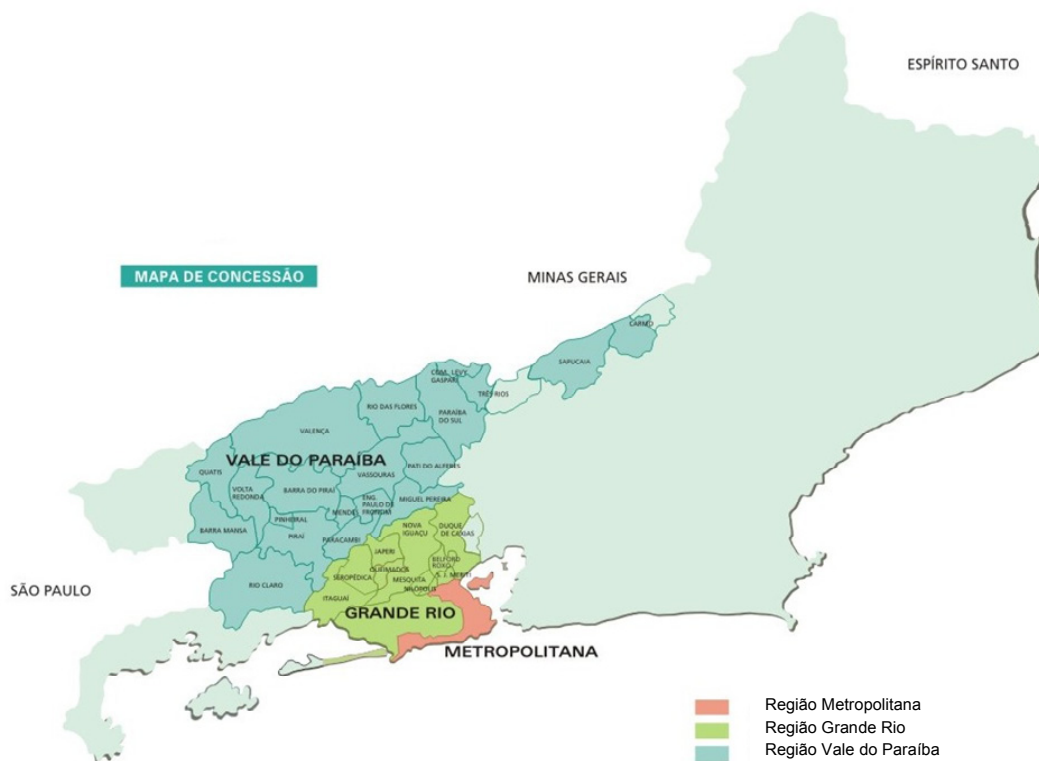 ESPÍRITO SANTO
MAPA DE CONCESSÃO
MINAS GERAIS
CARMO
SAPUCAIA
COM. LEVY
GASPARI
TRÊS RIOS
RIO DAS FLORES
PARAÍBA
DO SUL
VALENÇA
VALE DO PARAÍBA
PATI DO ALFERES
QUATIS
VASSOURAS
VOLTA
REDONDA
BARRA DO PIRAÍ
ENG.
PAULO DE
FRONTIM
MIGUEL PEREIRA
MENDES
PINHEIRAL
BARRA MANSA
PIRAÍ
PARACAMBI
NOVA
IGUAÇU
DUQUE
DE CAXIAS
JAPERI
BELFORD
ROXO
QUEIMADOS
S. J. MERITI
SEROPÉDICA
MESQUITA
NILÓPOLIS
RIO CLARO
SÃO PAULO
ITAGUAÍ
GRANDE RIO
METROPOLITANA
Região Metropolitana
Região Grande Rio
Região Vale do Paraíba